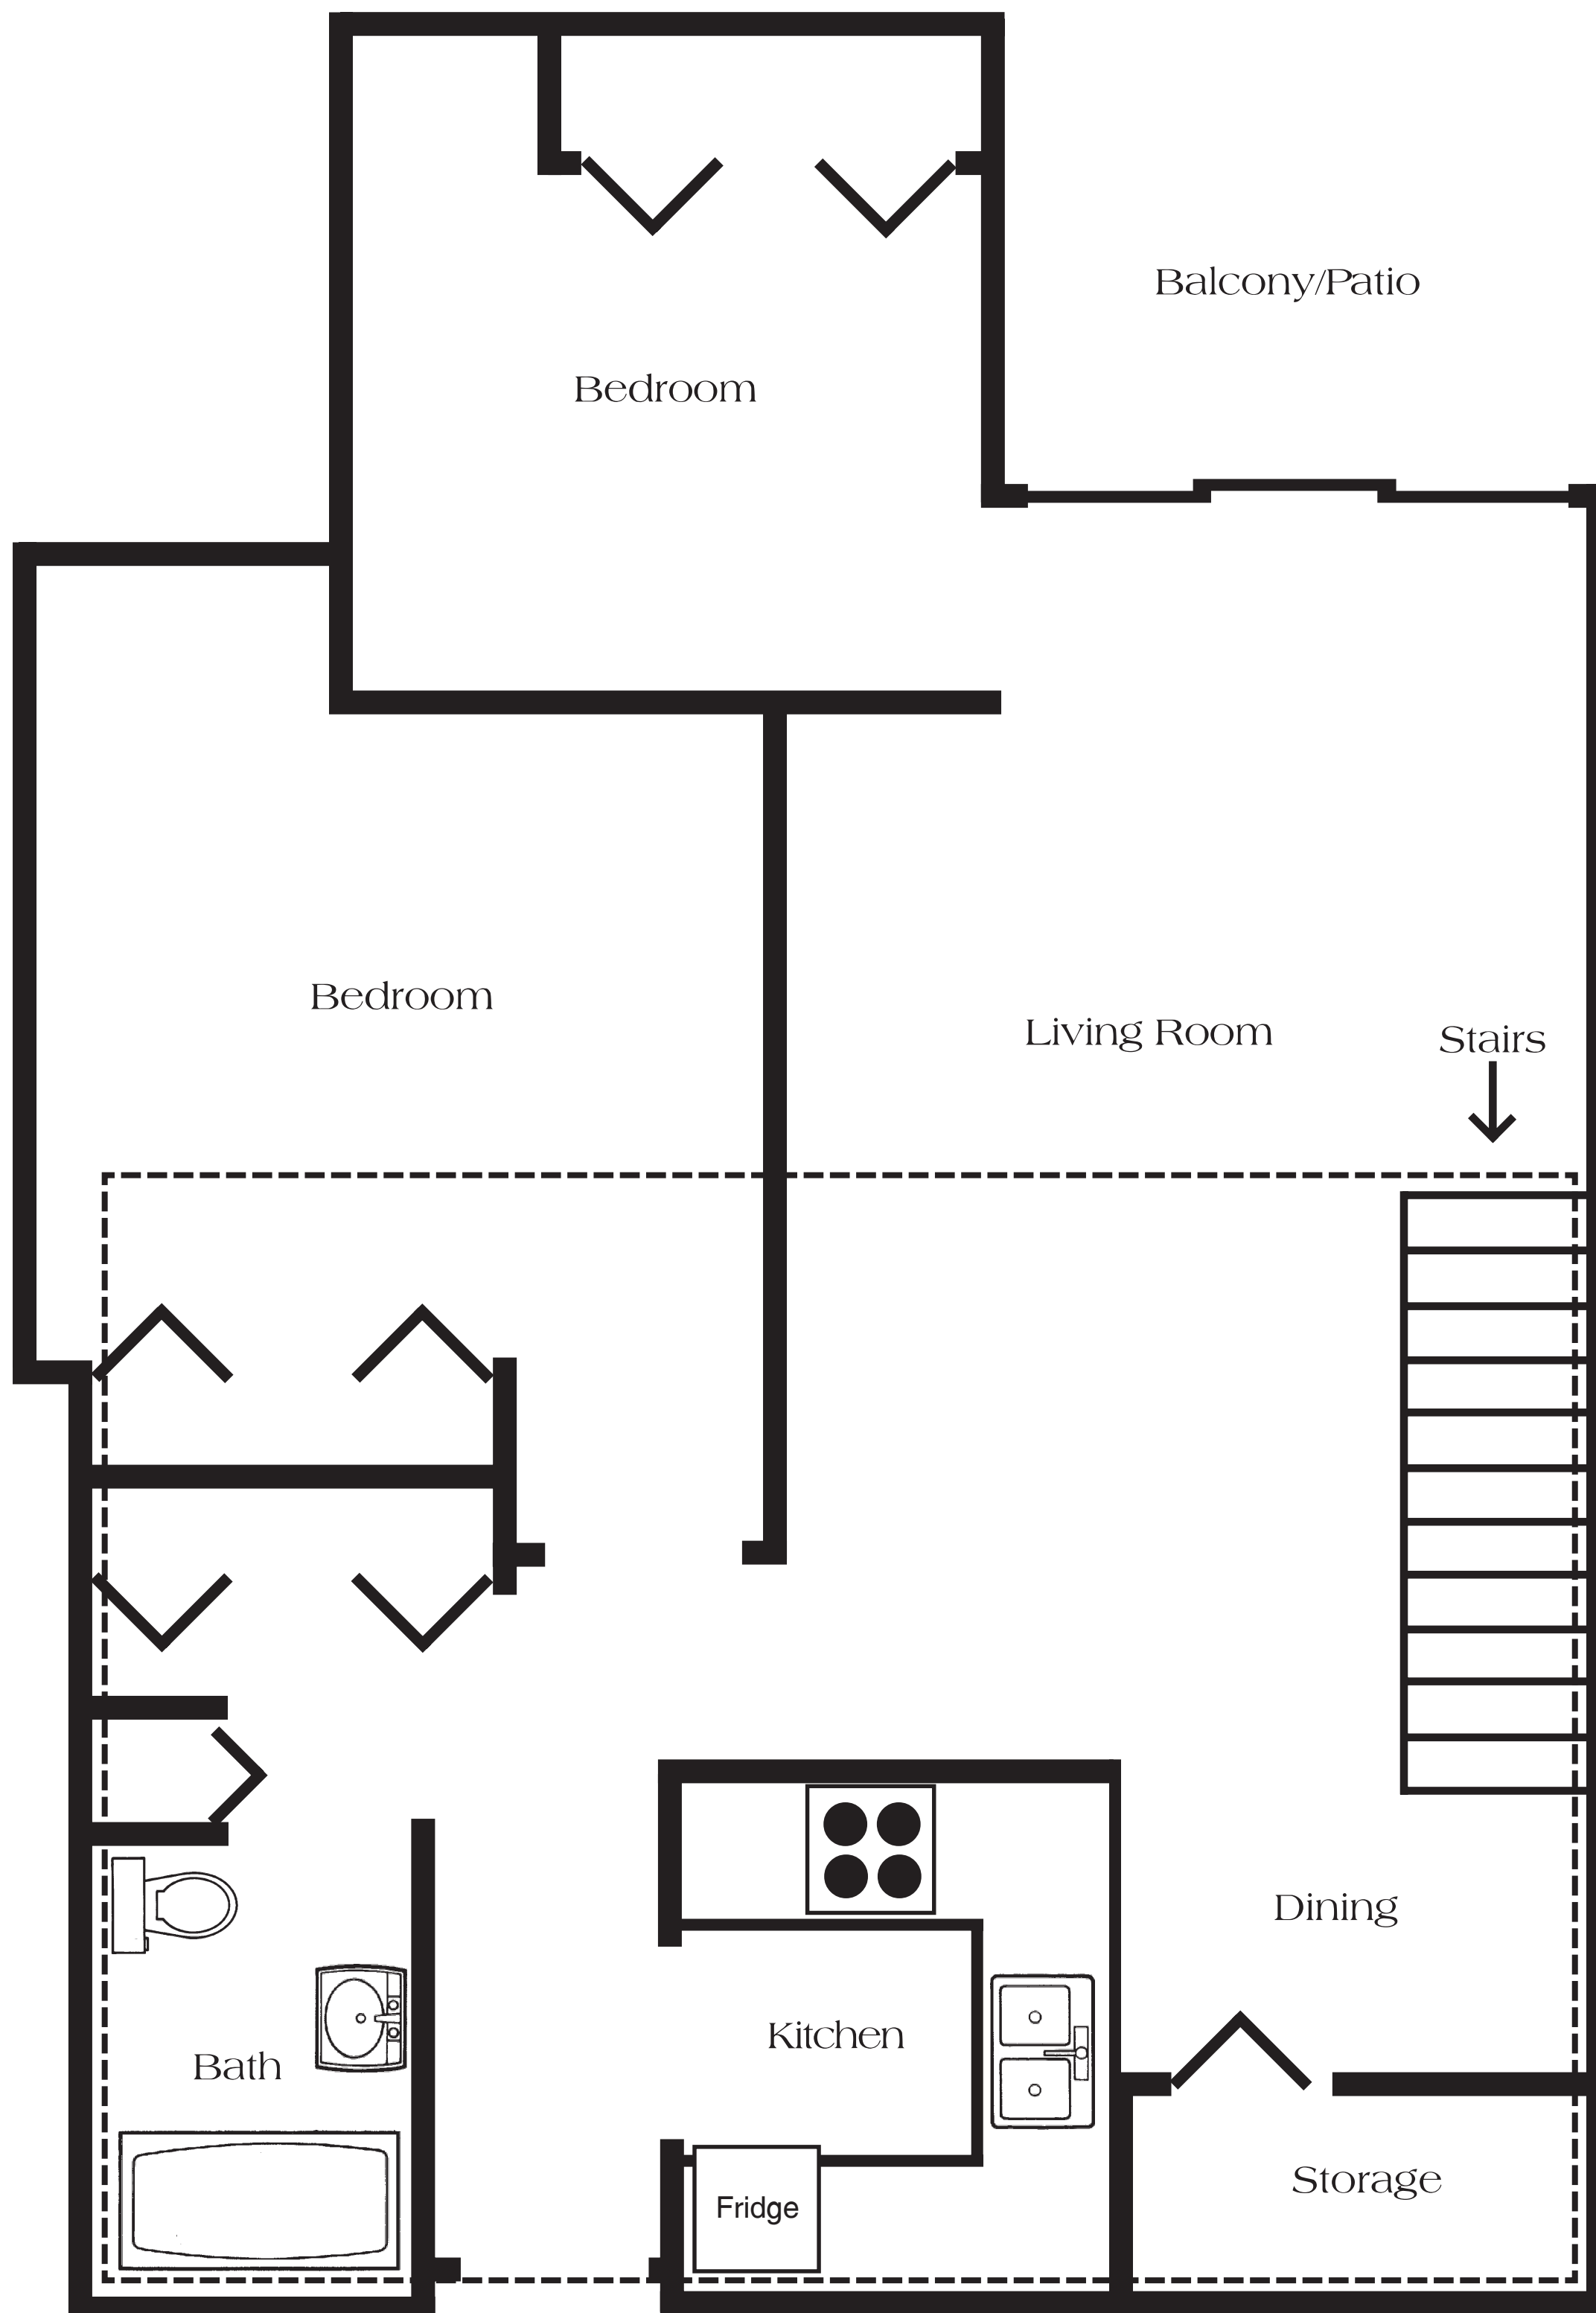 Balcony/Patio
Bedroom
Bedroom
Living Room
Stairs
Dining
Kitchen
Bath
Storage
Fridge